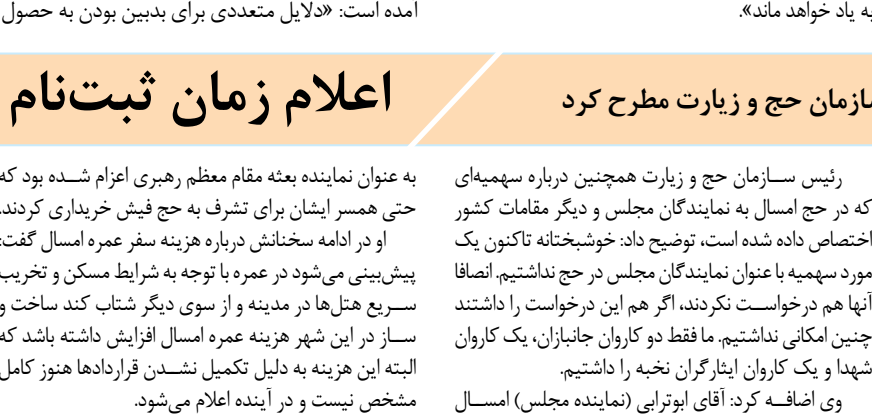 به یاد خواهد ماند».
آمده است: «دلایل متعددی برای بدبین بودن به حصول
سازمان حج و زیارت مطرح کرد
اعلام زمان ثبت‌نام
رئیس سازمان حج و زیارت همچنین درباره سهمیه‌ای
که در حج امسال به نمایندگان مجلس و دیگر مقامات کشور
اختصاص داده شده است، توضیح داد: خوشبختانه تاکنون یک
مورد سهمیه با عنوان نمایندگان مجلس در حج نداشتیم. انصافا
آنها هم درخواست نکردند، اگر هم این درخواست را داشتند
چنین امکانی نداشتیم. ما فقط دو کاروان جانبازان، یک کاروان
شهدا و یک کاروان ایثارگران نخبه را داشتیم.
وی اضافه کرد: آقای ابوترابی (نماینده مجلس) امسال
به عنوان نماینده بعثه مقام معظم رهبری اعزام شده بود که
حتی همسر ایشان برای تشرف به حج فیش خریداری کردند.
او در ادامه سخنانش درباره هزینه سفر عمره امسال گفت:
پیش‌بینی می‌شود در عمره با توجه به شرایط مسکن و تخریب
سریع هتل‌ها در مدینه و از سوی دیگر شتاب کند ساخت و
ساز در این شهر هزینه عمره امسال افزایش داشته باشد که
البته این هزینه به دلیل تکمیل نشدن قراردادها هنوز کامل
مشخص نیست و در آینده اعلام می‌شود.